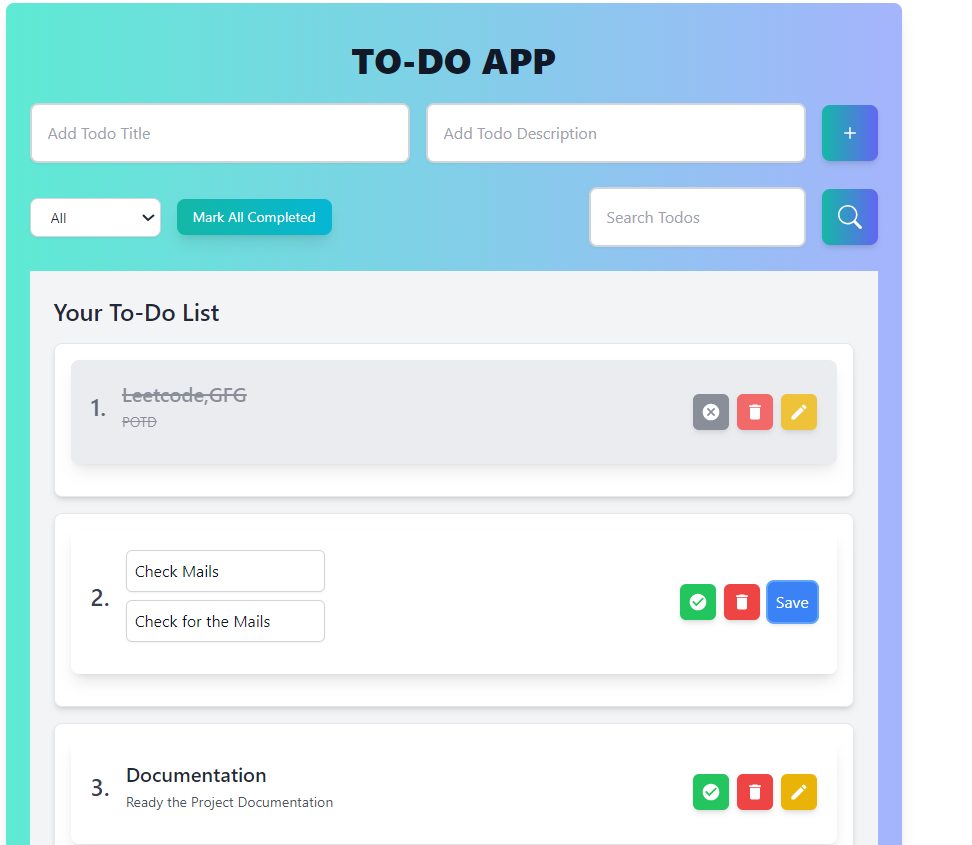 TO-DO APP
Add Todo Title
Add Todo Description
+
All
Mark All Completed
Search Todos
Your To-Do List
1.
Leetcode,GFG
POTD
2.
Check Mails
Check for the Mails
Save
3.
Documentation
Ready the Project Documentation